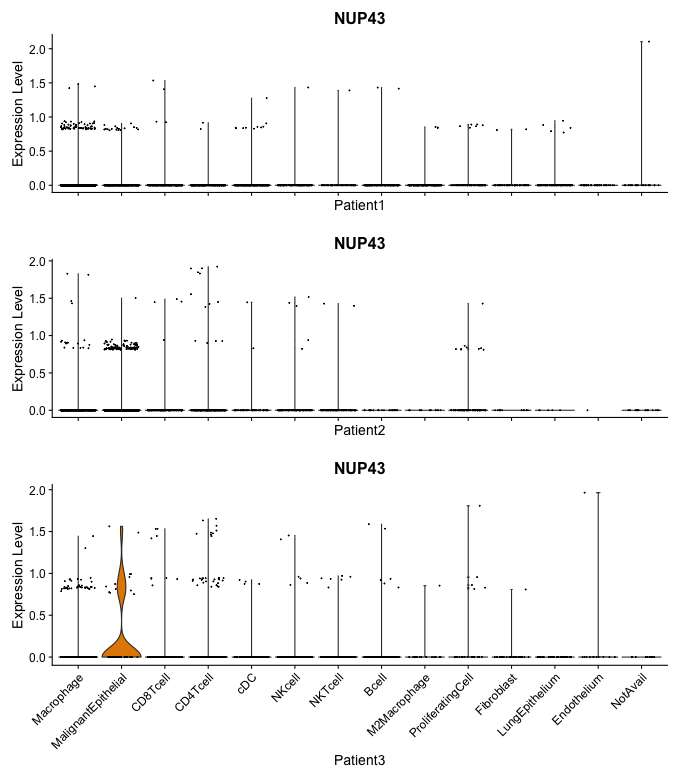 NUP43
Expression Level
2.0
1.5
1.0
0.5
0.0
Patient1
NUP43
Expression Level
2.0
1.5
1.0
0.5
0.0
Patient2
NUP43
Expression Level
2.0
1.5
1.0
0.5
0.0
Macrophage
MalignantEpithelial
CD8Tcell
CD4Tcell
cDC
NKcell
NKTcell
Bcell
M2Macrophage
ProliferatingCell
Fibroblast
LungEpithelium
Endothelium
NotAvail
Patient3